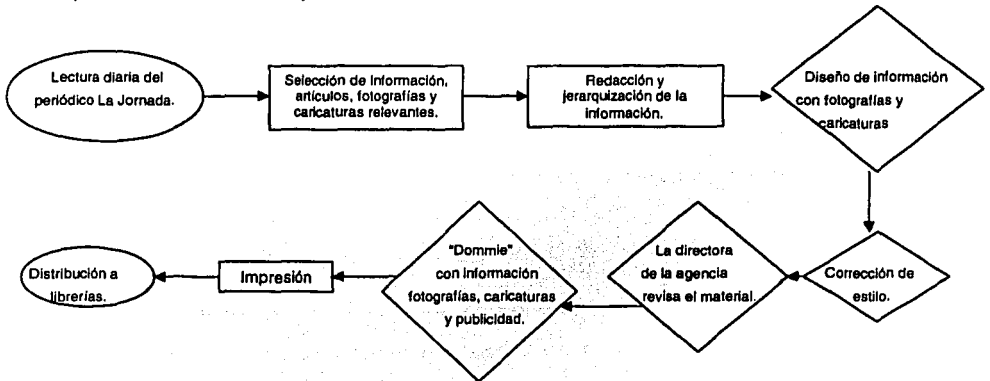 Lectura diaria del
periódico La Jornada.
Selección de información,
artículos, fotografías y
caricaturas relevantes.
Redacción y
jerarquización de la
información.
Diseño de información
con fotografías y
caricaturas
Corrección de
estilo.
La directora
de la agencia
revisa el material.
"Dommie"
con información
fotografías, caricaturas
y publicidad.
Impresión
Distribución a
librerías.